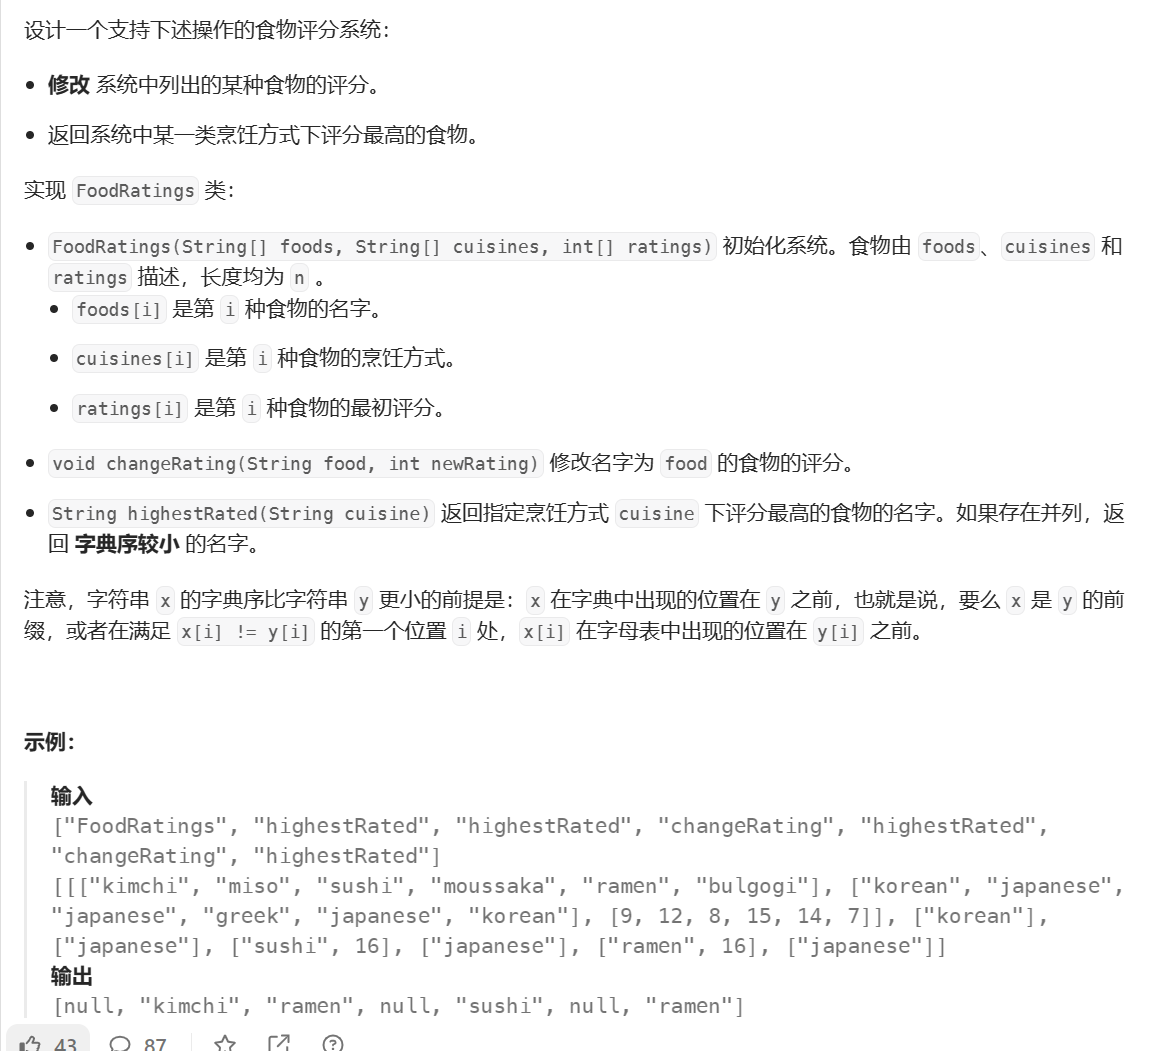 设计一个支持下述操作的食物评分系统：
修改 系统中列出的某种食物的评分。
返回系统中某一类烹饪方式下评分最高的食物。
实现 FoodRatings 类：
FoodRatings(String[] foods, String[] cuisines, int[] ratings) 初始化系统。食物由 foods、cuisines 和
ratings 描述，长度均为 n 。
foods[i] 是第 i 种食物的名字。
cuisines[i] 是第 i 种食物的烹饪方式。
ratings[i] 是第 i 种食物的最初评分。
void changeRating(String food, int newRating) 修改名字为 food 的食物的评分。
String highestRated(String cuisine) 返回指定烹饪方式 cuisine 下评分最高的食物的名字。如果存在并列，返
回 字典序较小 的名字。
注意，字符串 x 的字典序比字符串 y 更小的前提是：x 在字典中出现的位置在 y 之前，也就是说，要么 x 是 y 的前
缀，或者在满足 x[i] != y[i] 的第一个位置 i 处，x[i] 在字母表中出现的位置在 y[i] 之前。
示例：
输入
["FoodRatings", "highestRated", "highestRated", "changeRating", "highestRated",
"changeRating", "highestRated"]
[[["kimchi", "miso", "sushi", "moussaka", "ramen", "bulgogi"], ["korean", "japanese",
"japanese", "greek", "japanese", "korean"], [9, 12, 8, 15, 14, 7]], ["korean"],
["japanese"], ["sushi", 16], ["japanese"], ["ramen", 16], ["japanese"]]
输出
[null, "kimchi", "ramen", null, "sushi", null, "ramen"]
43 87